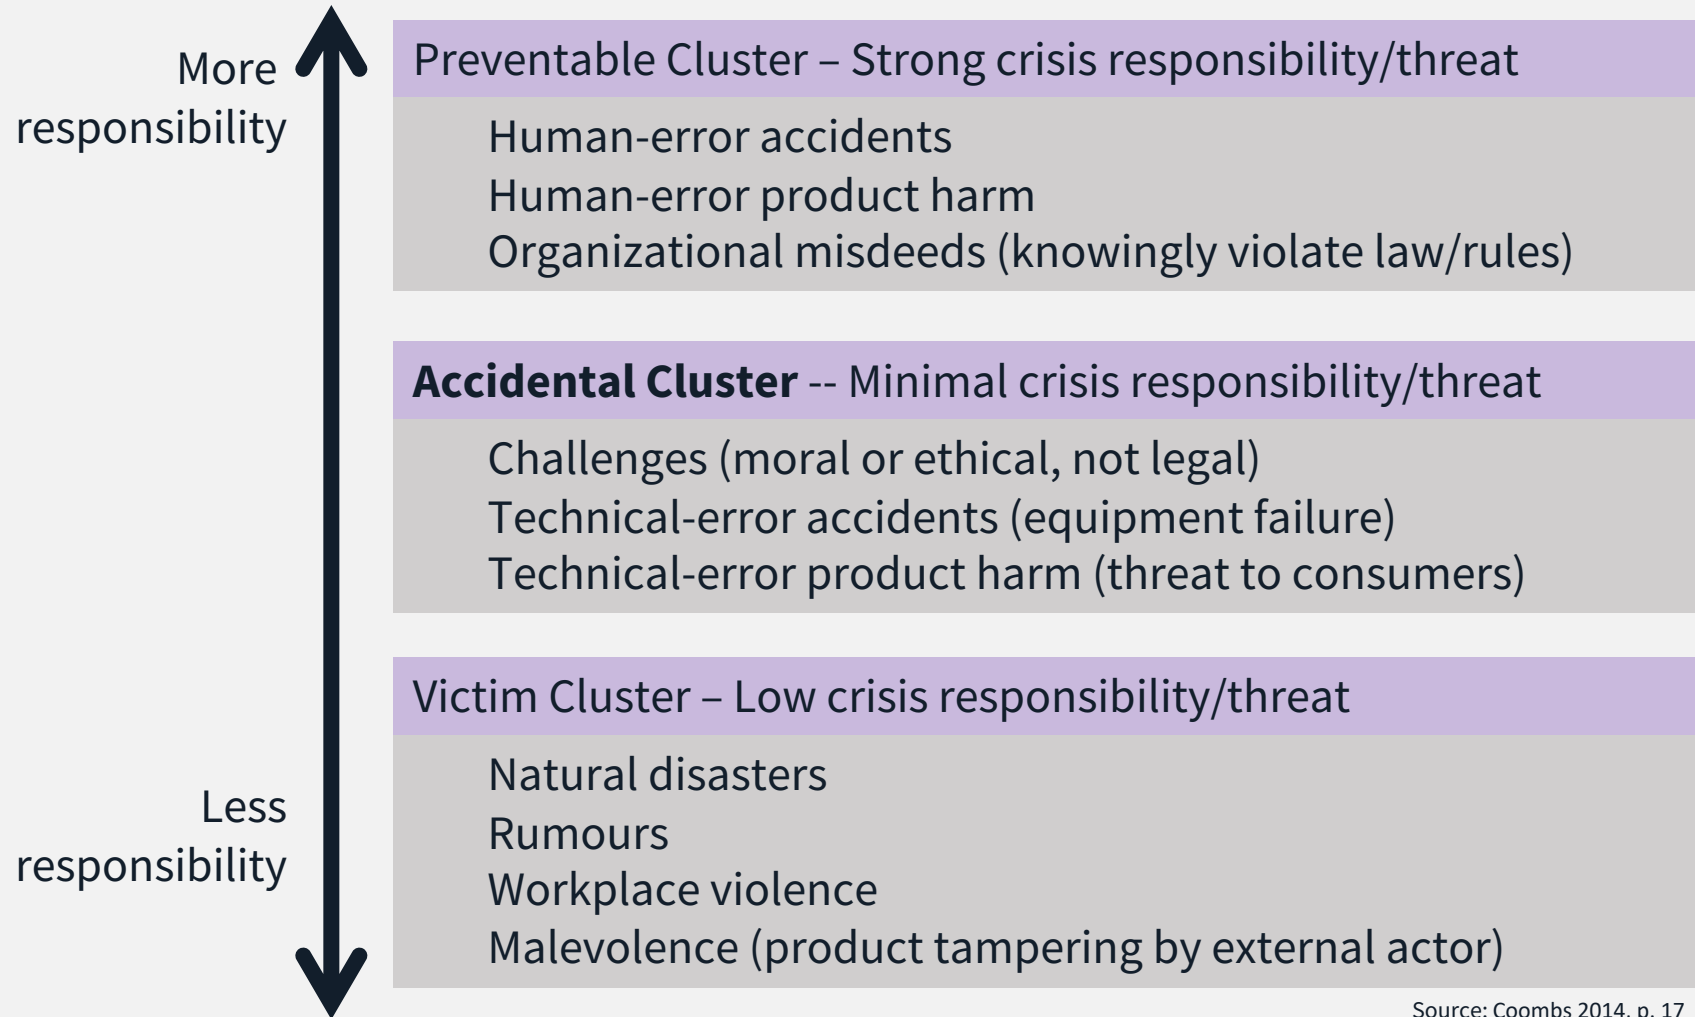 More
responsibility
Preventable Cluster – Strong crisis responsibility/threat
Human-error accidents
Human-error product harm
Organizational misdeeds (knowingly violate law/rules)
Accidental Cluster -- Minimal crisis responsibility/threat
Challenges (moral or ethical, not legal)
Technical-error accidents (equipment failure)
Technical-error product harm (threat to consumers)
Victim Cluster – Low crisis responsibility/threat
Natural disasters
Rumours
Workplace violence
Malevolence (product tampering by external actor)
Less
responsibility
Source: Coombs 2014, p. 17